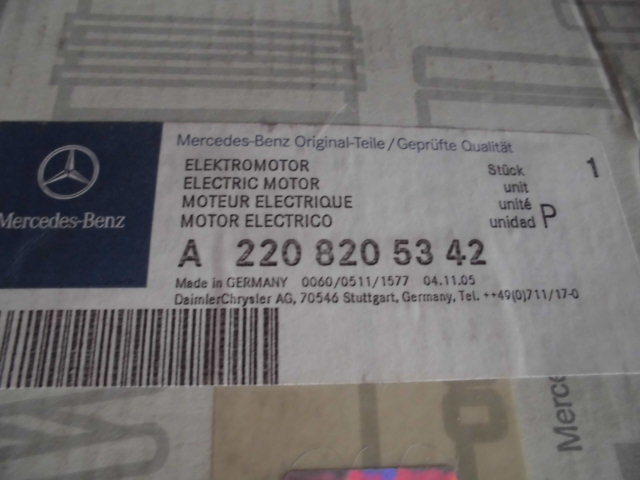 Mercedes-Benz Original-Teile/Geprüfte Qualität
ELEKTROMOTOR Stück 1
ELECTRIC MOTOR unit
MOTEUR ELECTRIQUE unité
MOTOR ELECTRICO unidad P
Mercedes-Benz
A 220 820 53 42
Made in GERMANY 0060/0511/1577 04.11.05
DaimlerChrysler AG, 70546 Stuttgart, Germany, Tel. ++49(0)711/17-0
Merc